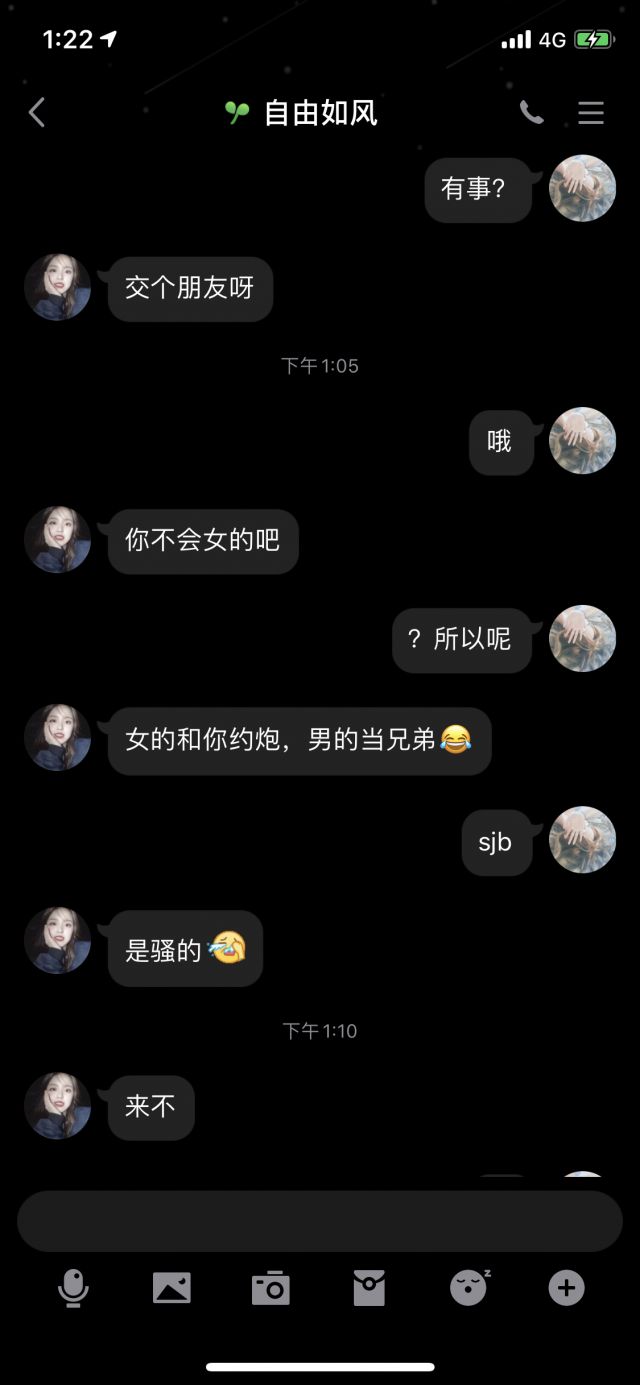 1:22
4G
自由如风
有事？
交个朋友呀
下午1:05
哦
你不会女的吧
？所以呢
女的和你约炮，男的当兄弟😂
sjb
是骚的
下午1:10
来不